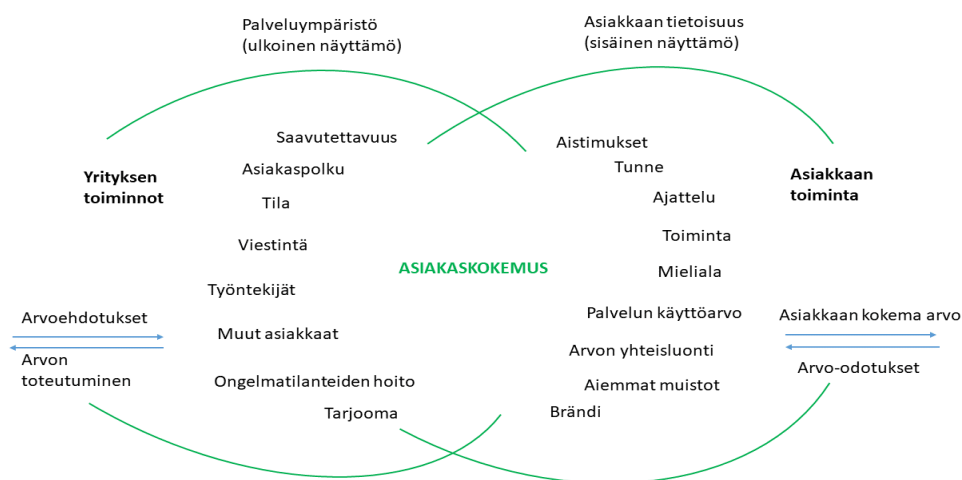 Palveluympäristö
(ulkoinen näyttämö)
Asiakkaan tietoisuus
(sisäinen näyttämö)
Yrityksen
toiminnot
Saavutettavuus
Asiakaspolku
Tila
Viestintä
Työntekijät
Muut asiakkaat
Ongelmatilanteiden hoito
Tarjooma
ASIAKASKOKEMUS
Aistimukset
Tunne
Ajattelu
Toiminta
Mieliala
Palvelun käyttöarvo
Arvon yhteisluonti
Aiemmat muistot
Brändi
Asiakkaan
toiminta
Arvoehdotukset
Arvon
toteutuminen
Asiakkaan kokema arvo
Arvo-odotukset